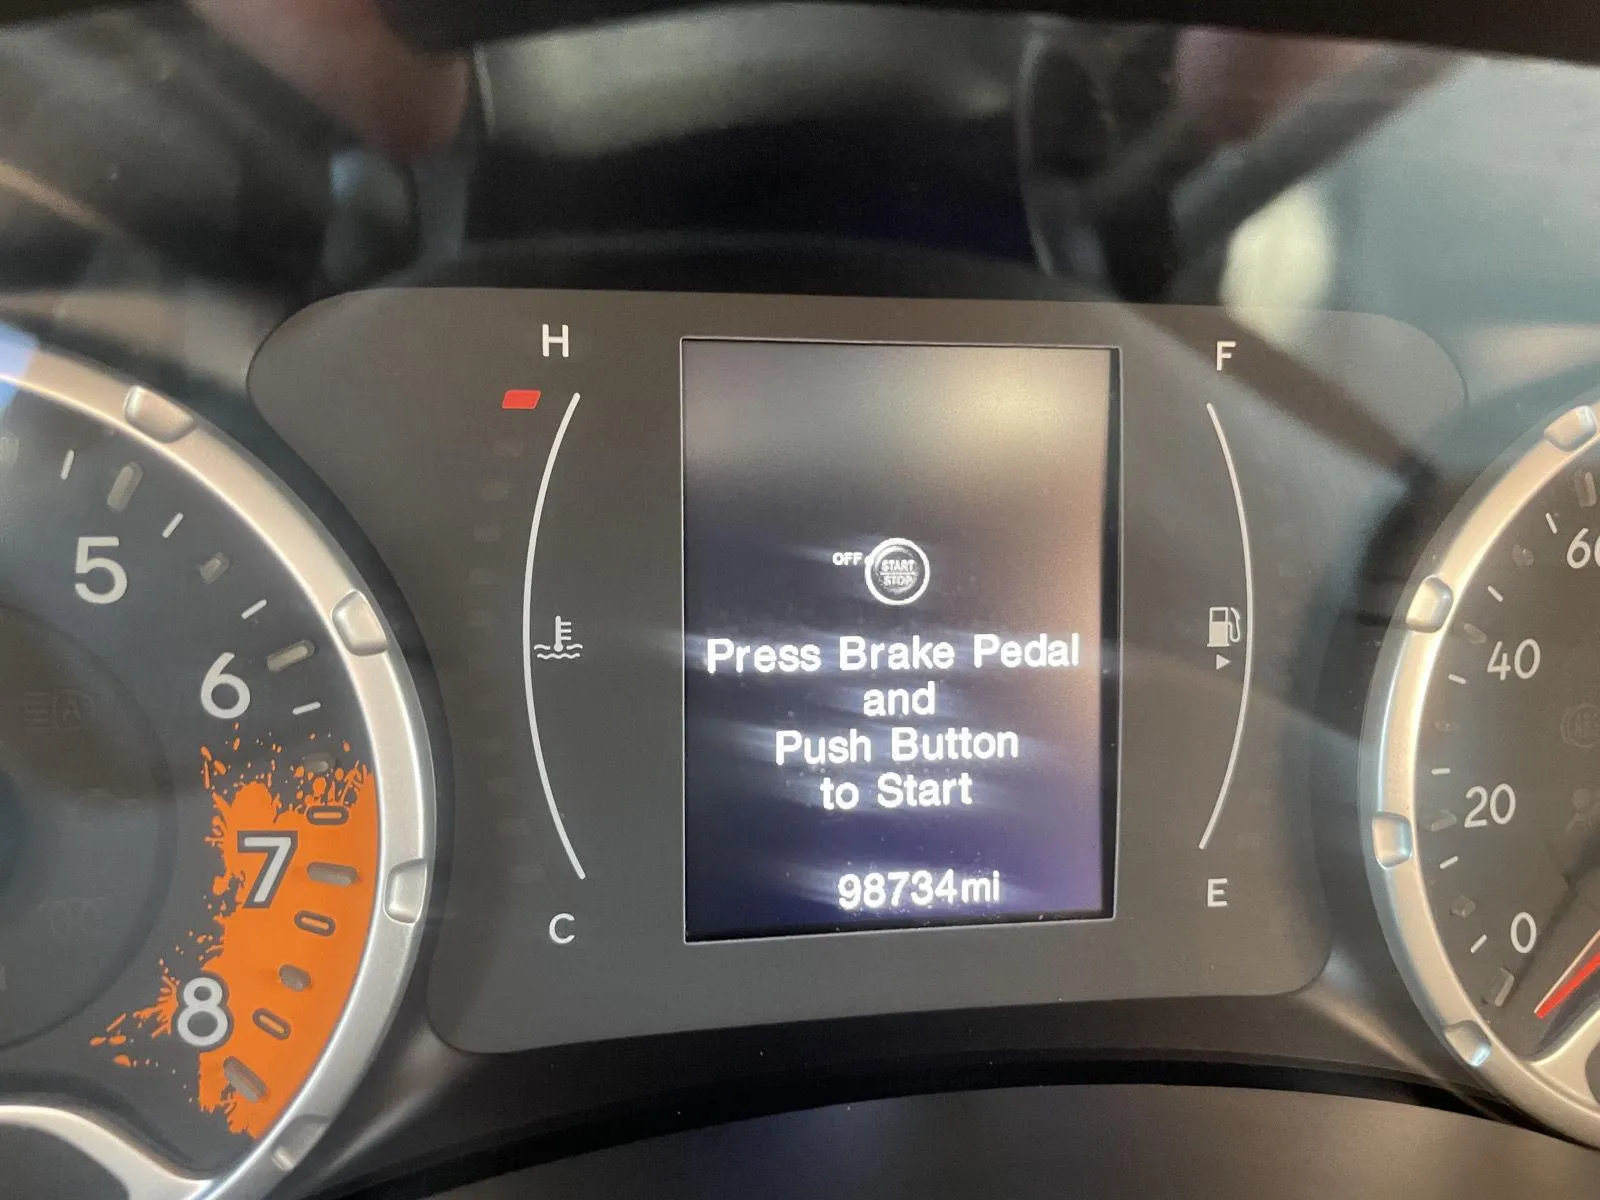 H
F
5
6
7
8
OFF
START
STOP
Press Brake Pedal
and
Push Button
to Start
98734mi
C
E
60
40
20
0